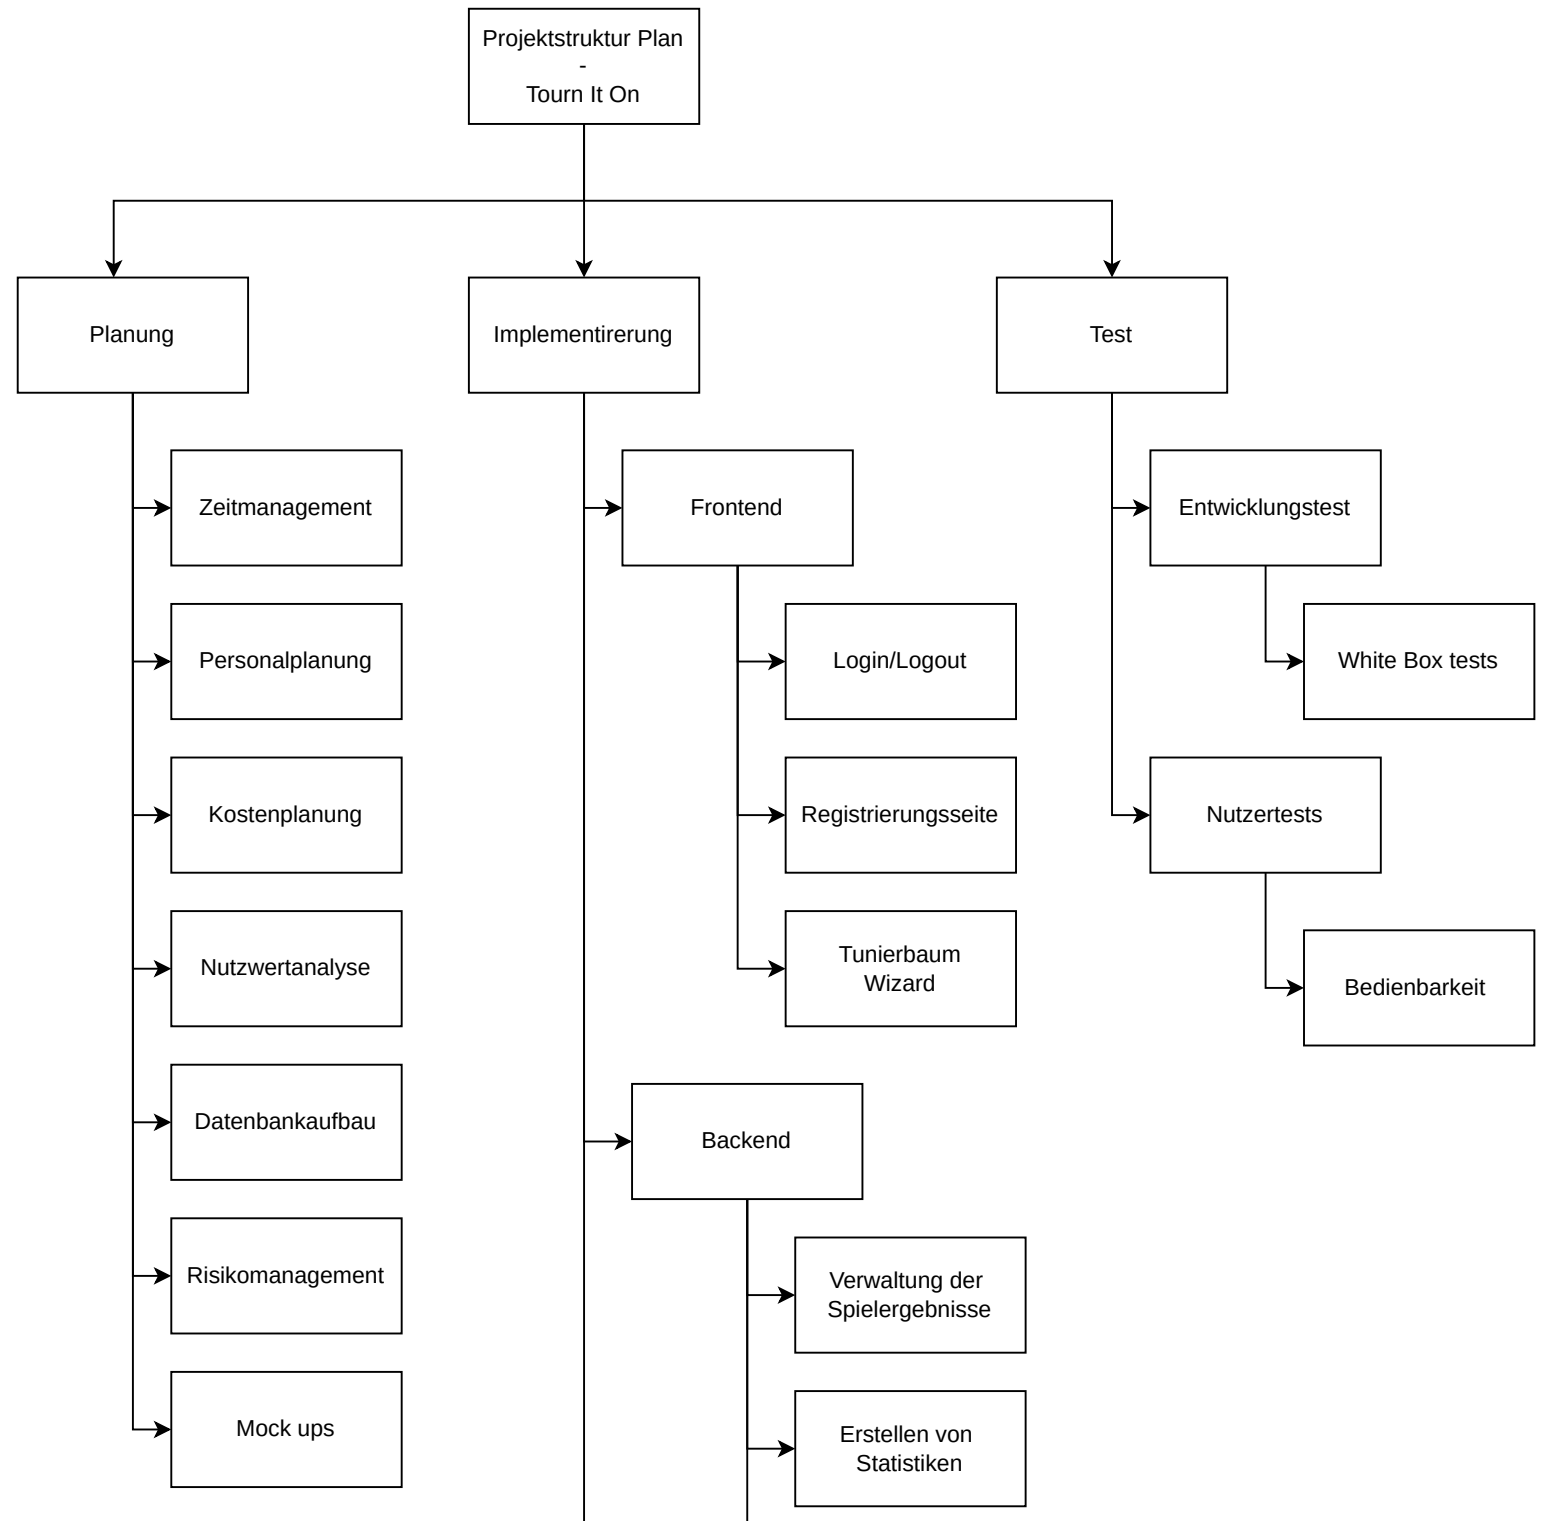 Projektstruktur Plan
-
Tourn It On
Planung
Implementirerung
Test
Zeitmanagement
Personalplanung
Kostenplanung
Nutzwertanalyse
Datenbankaufbau
Risikomanagement
Mock ups
Frontend
Login/Logout
Registrierungsseite
Tunierbaum
Wizard
Backend
Verwaltung der
Spielergebnisse
Erstellen von
Statistiken
Entwicklungstest
White Box tests
Nutzertests
Bedienbarkeit